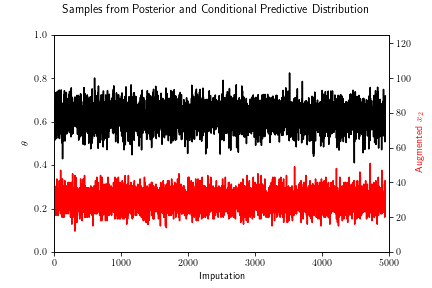 Samples from Posterior and Conditional Predictive Distribution
1.0
0.8
0.6
0.4
0.2
0.0
θ
120
100
80
60
40
20
0
Augmented x₂
0 1000 2000 3000 4000 5000
Imputation